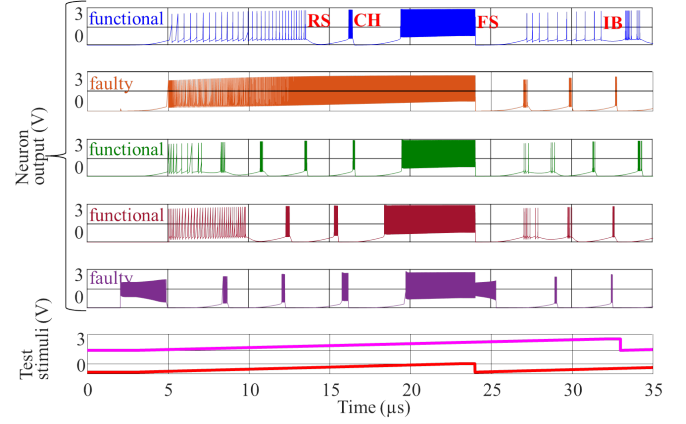 3 functional RS CH FS IB
0
3 faulty
0
3 functional
0
3 functional
0
3 faulty
0
Neuron
output (V)
3
0
Test
stimuli (V)
0 5 10 15 20 25 30 35
Time (µs)